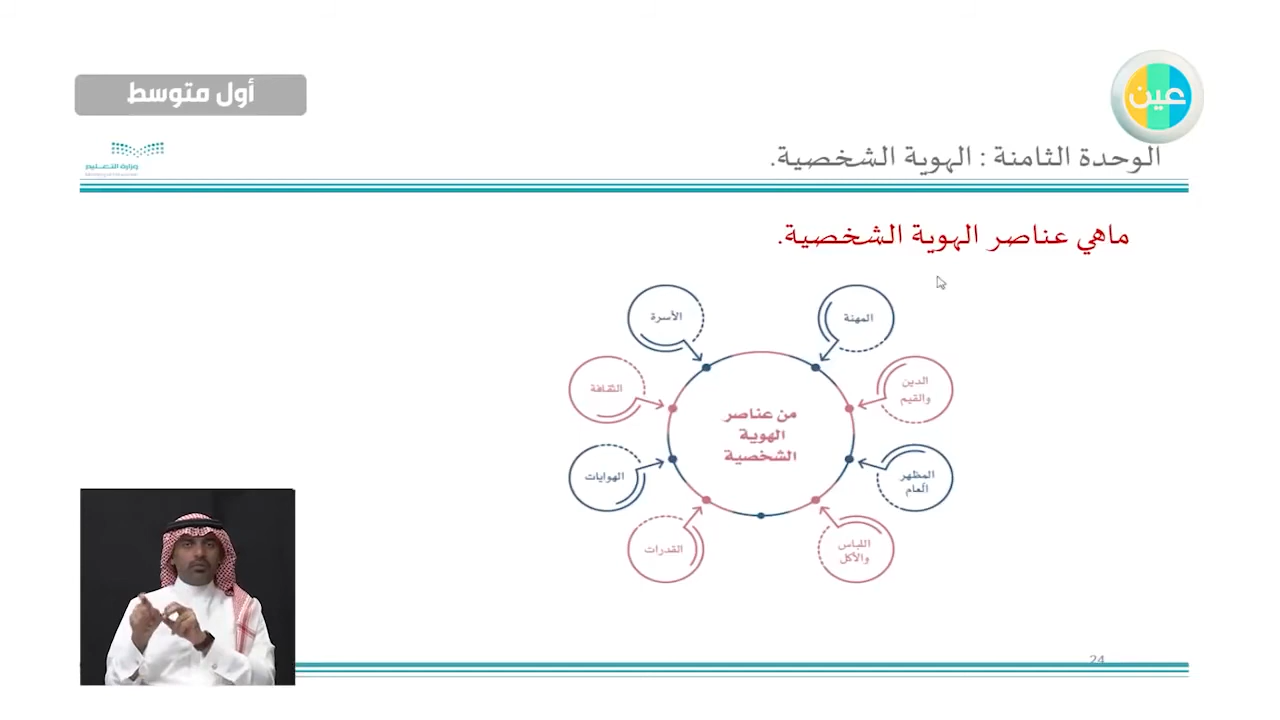 أول متوسط
عين
وزارة التعليم
الوحدة الثامنة : الهوية الشخصية.
ماهي عناصر الهوية الشخصية.
المهنة
الأسرة
الدين
والقيم
الثقافة
من عناصر
الهوية
الشخصية
المظهر
العام
الهوايات
اللباس
والأكل
القدرات
24